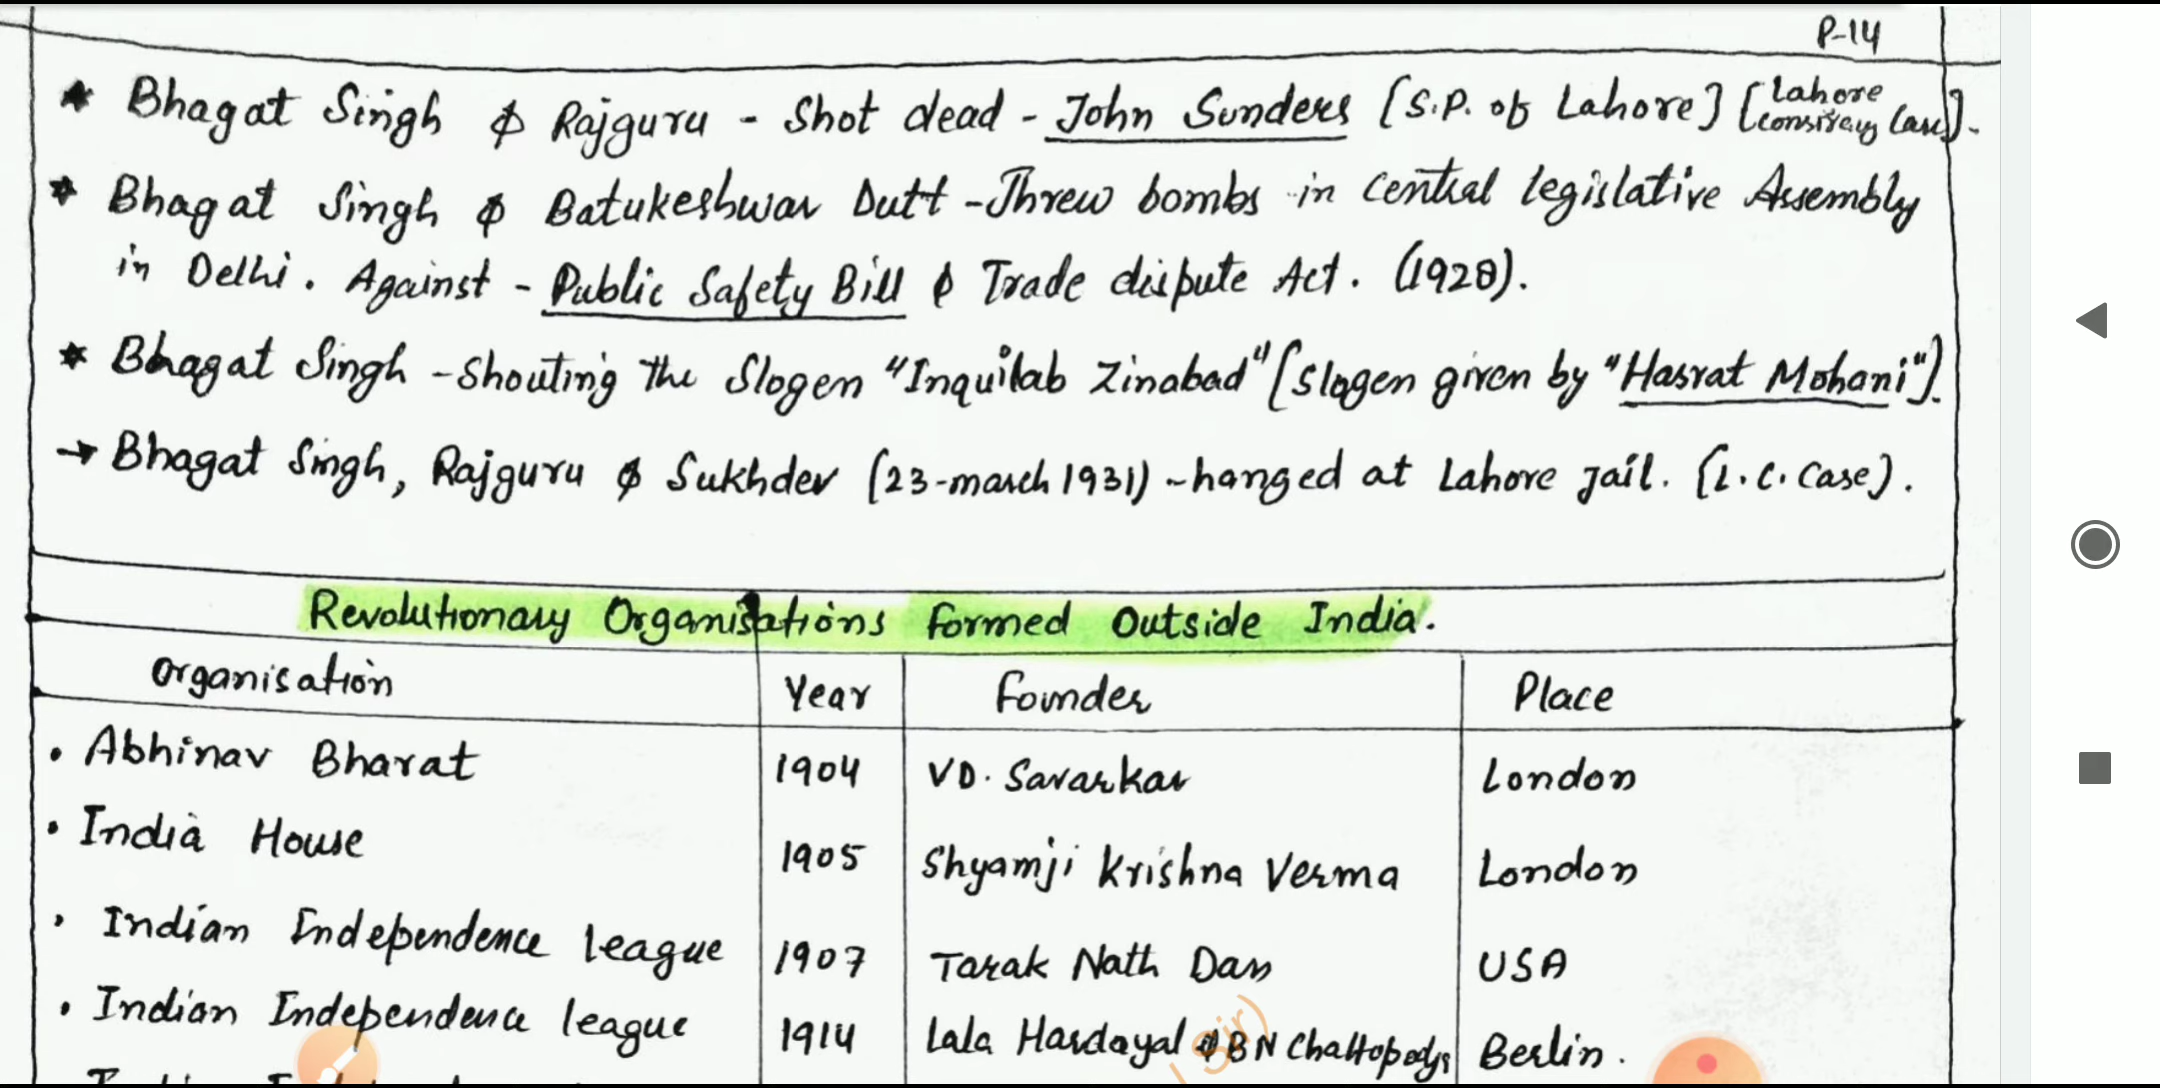 P-14
* Bhagat Singh & Rajguru - Shot dead - John Sunders [S.P. of Lahore] [Lahore Consiracy Case].
* Bhagat Singh & Batukeshwar Dutt - Threw bombs in Central legislative Assembly
in Delhi. Against - Public Safety Bill & Trade dispute Act. (1928).
* Bhagat Singh - Shouting the Slogen "Inquilab Zinabad" [Slogen given by "Hasrat Mohani"].
→ Bhagat Singh, Rajguru & Sukhdev (23-march 1931) - hanged at Lahore Jail. (L.C. Case).
Revolutionary Organisations formed Outside India.
Organisation Year Founder Place
• Abhinav Bharat 1904 VD. Savarkar London
• India House 1905 Shyamji Krishna Verma London
• Indian Independence league 1907 Tarak Nath Das USA
• Indian Independence league 1914 Lala Hardayal & BN Chattopadya Berlin.
Sir)